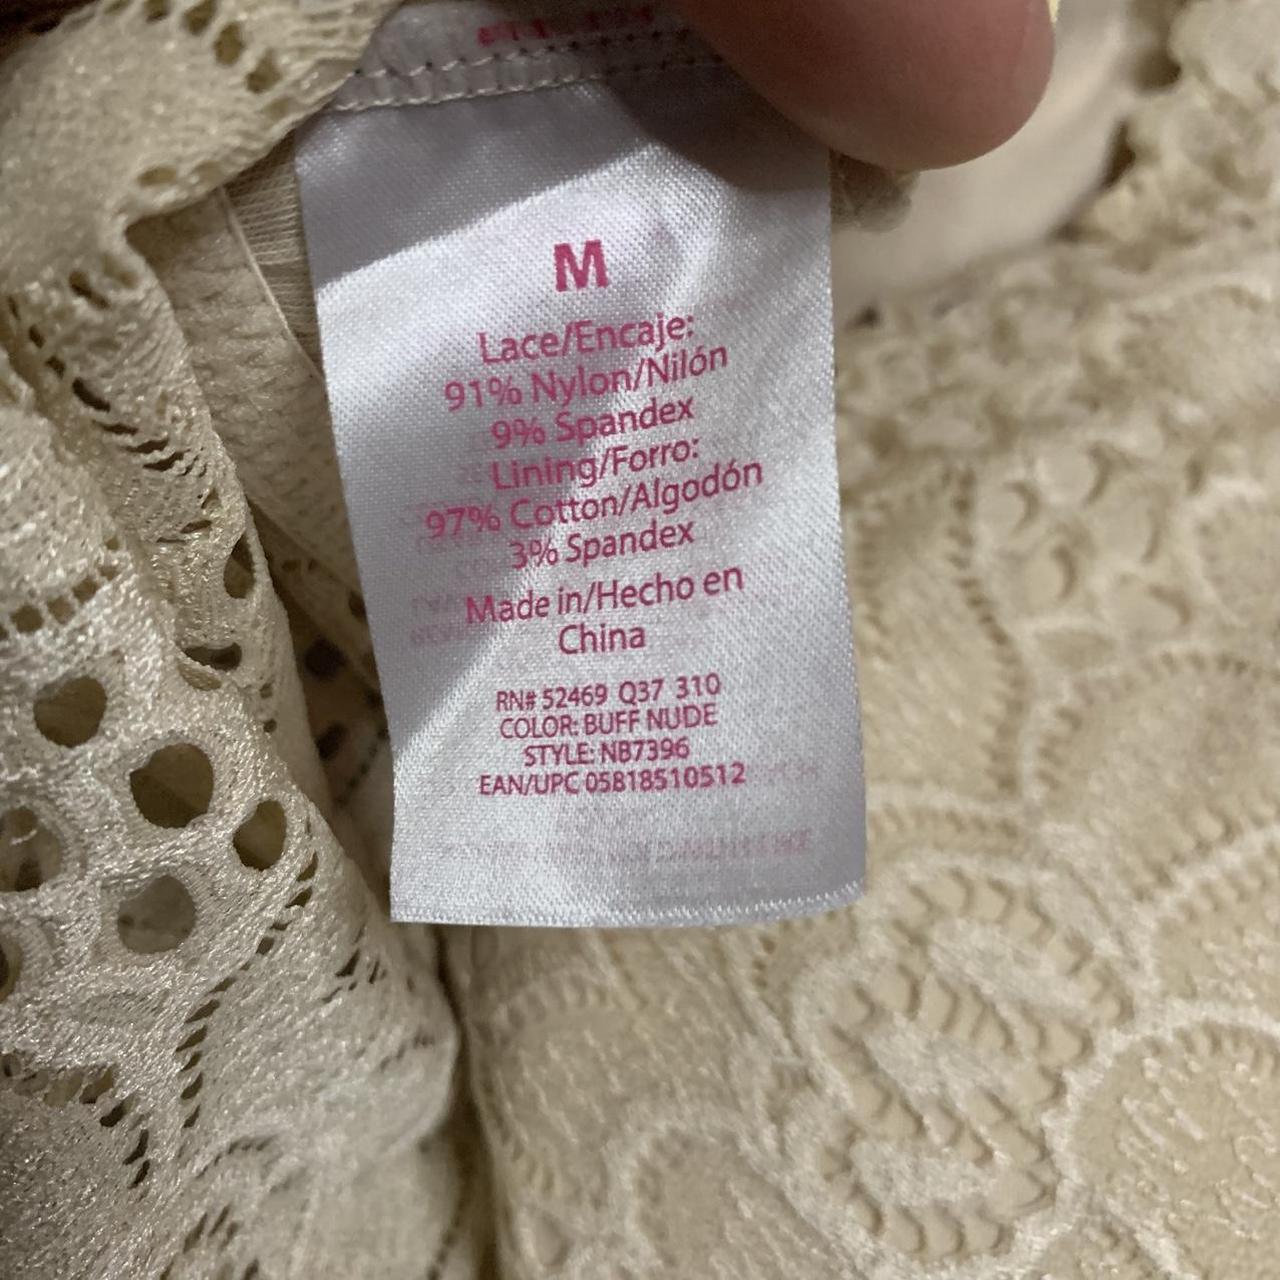 M
Lace/Encaje:
91% Nylon/Nilón
9% Spandex
Lining/Forro:
97% Cotton/Algodón
3% Spandex
Made in/Hecho en
China
RN# 52469 Q37 310
COLOR: BUFF NUDE
STYLE: NB7396
EAN/UPC 05818510512